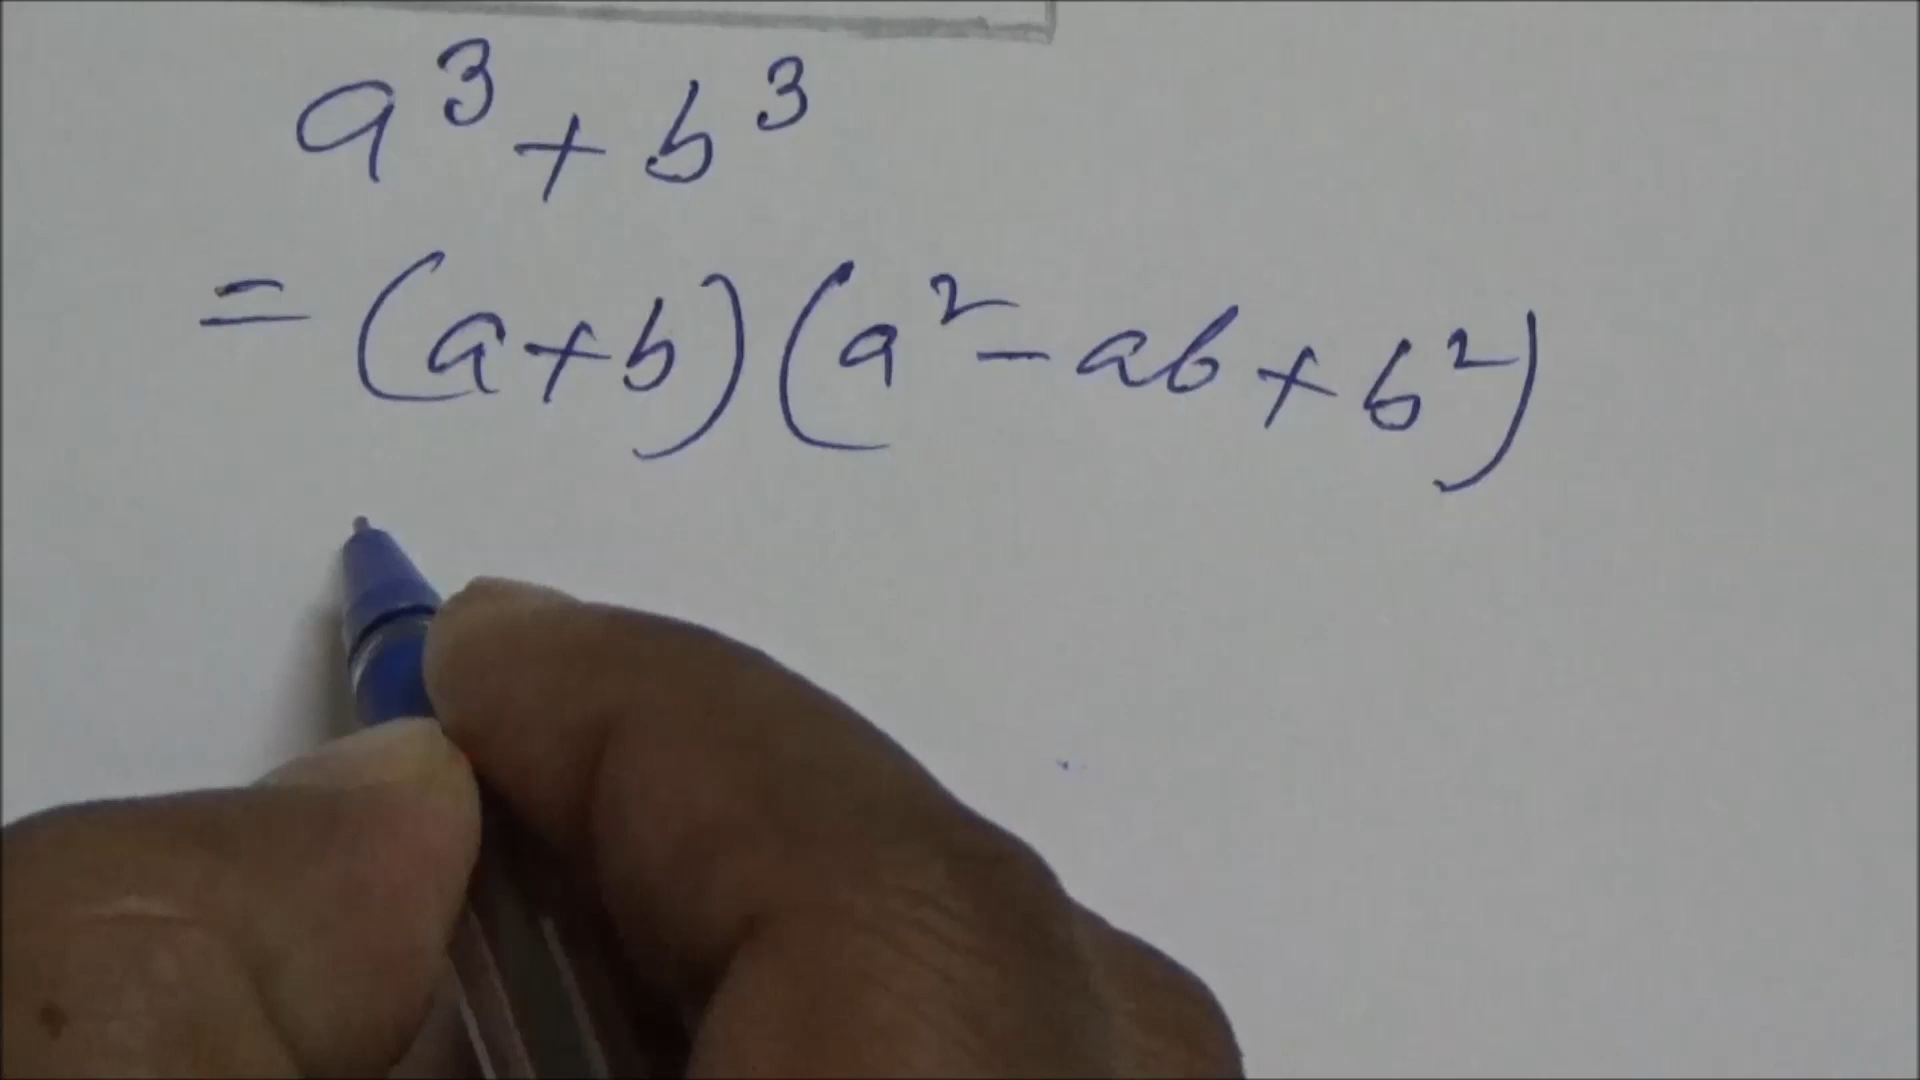 a³ + b³
= (a+b)(a² - ab + b²)